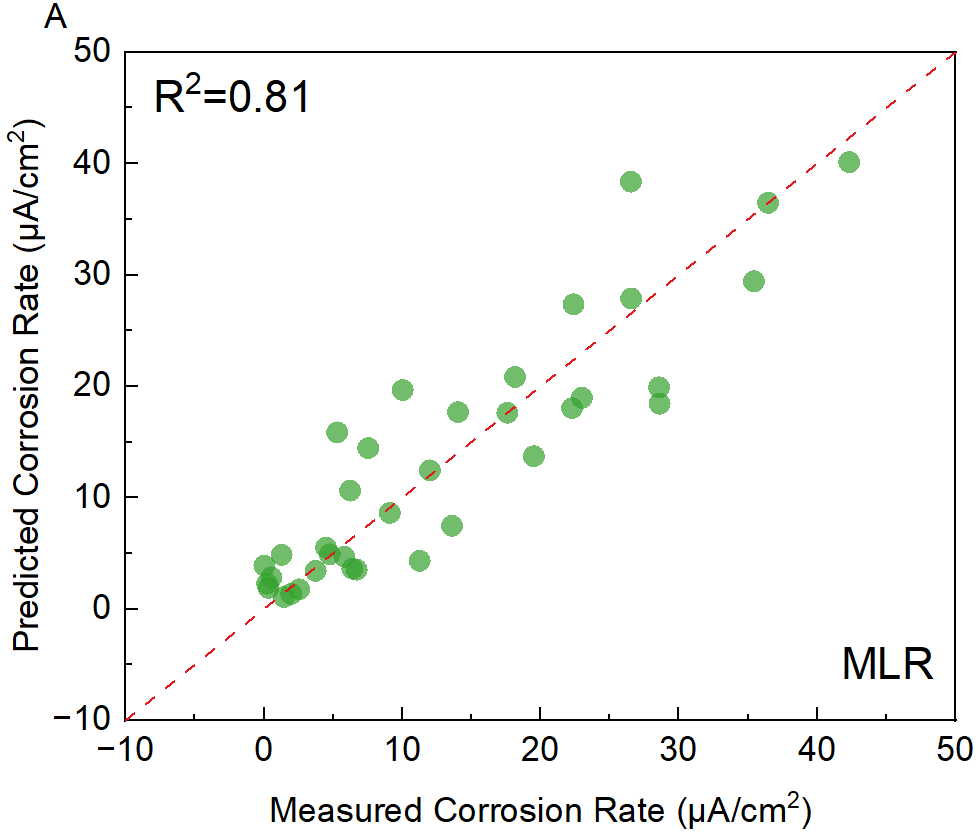 A
50
R²=0.81
40
30
20
10
0
MLR
−10
−10 0 10 20 30 40 50
Predicted Corrosion Rate (μA/cm²)
Measured Corrosion Rate (μA/cm²)